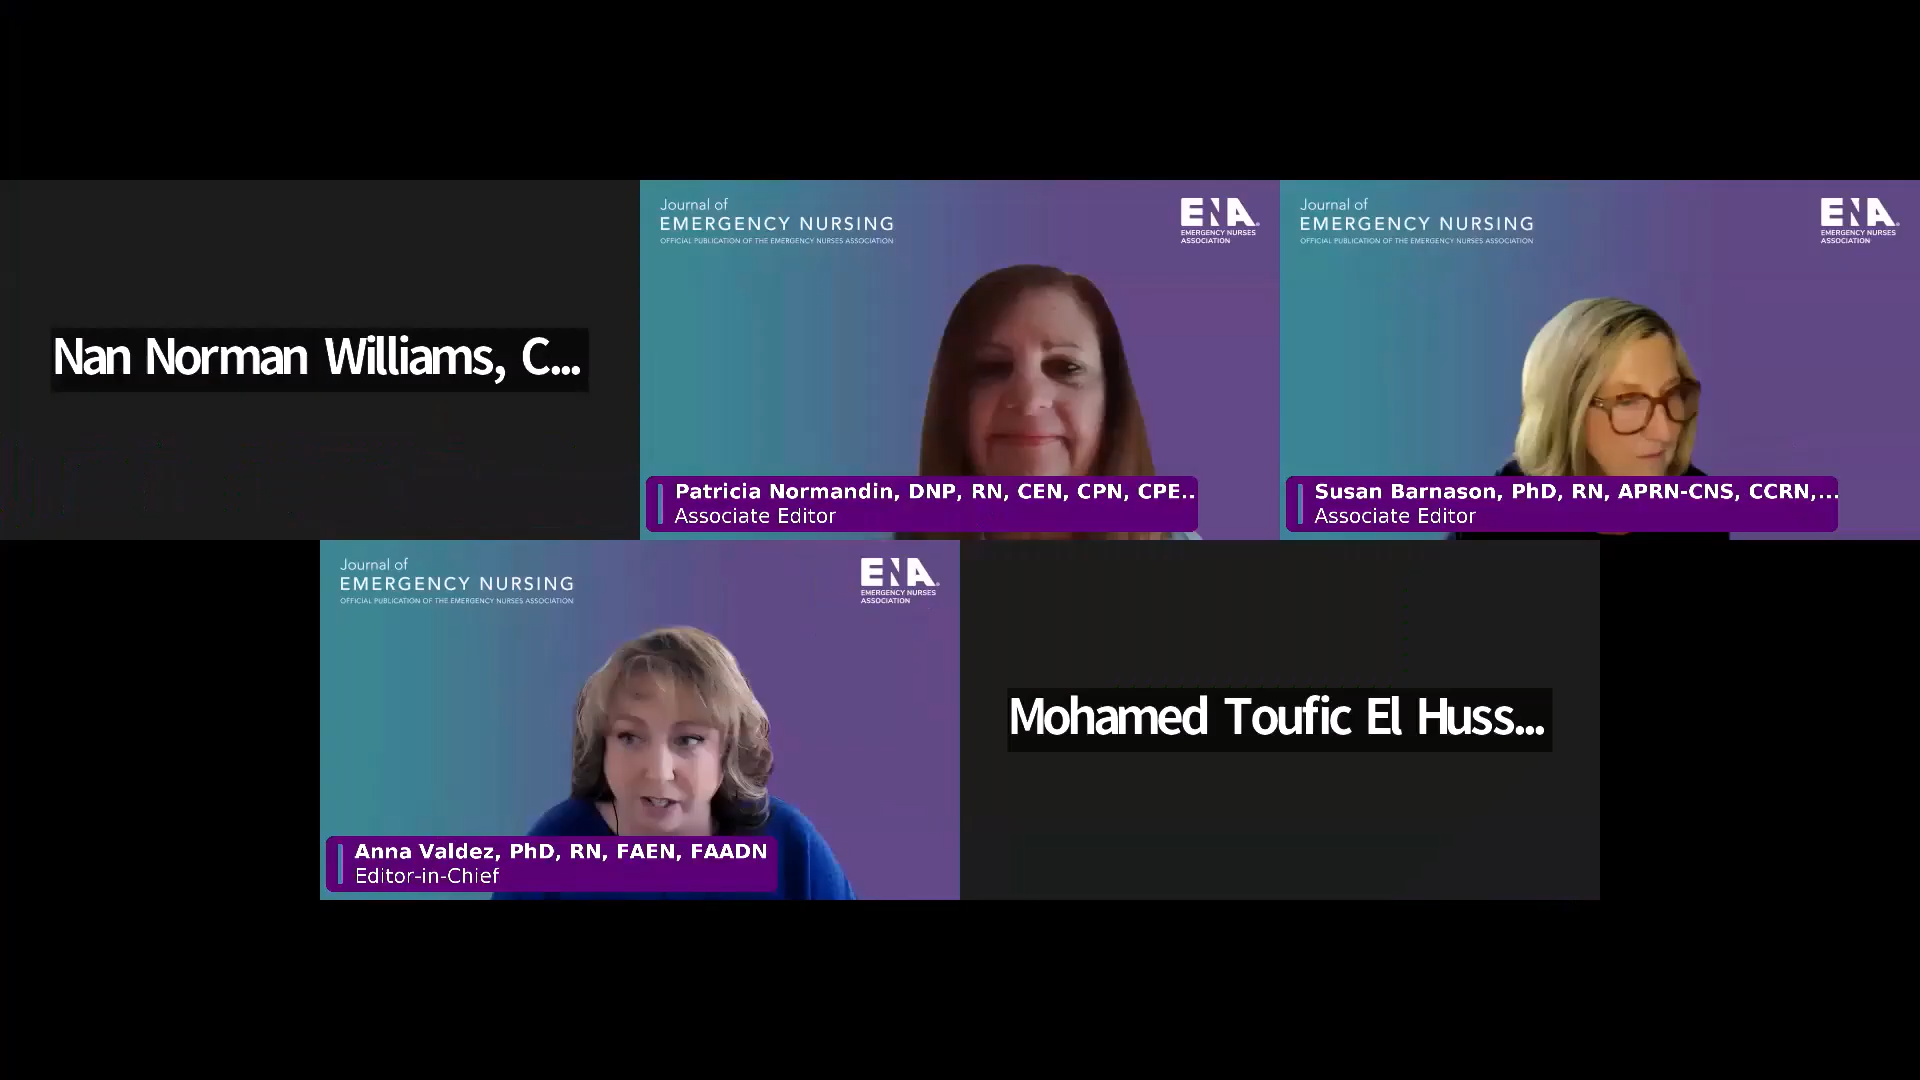 Nan Norman Williams, C...
Journal of
EMERGENCY NURSING
OFFICIAL PUBLICATION OF THE EMERGENCY NURSES ASSOCIATION
ENA
EMERGENCY NURSES
ASSOCIATION
Patricia Normandin, DNP, RN, CEN, CPN, CPE..
Associate Editor
Journal of
EMERGENCY NURSING
OFFICIAL PUBLICATION OF THE EMERGENCY NURSES ASSOCIATION
ENA
EMERGENCY NURSES
ASSOCIATION
Susan Barnason, PhD, RN, APRN-CNS, CCRN,...
Associate Editor
Journal of
EMERGENCY NURSING
OFFICIAL PUBLICATION OF THE EMERGENCY NURSES ASSOCIATION
ENA
EMERGENCY NURSES
ASSOCIATION
Anna Valdez, PhD, RN, FAEN, FAADN
Editor-in-Chief
Mohamed Toufic El Huss...